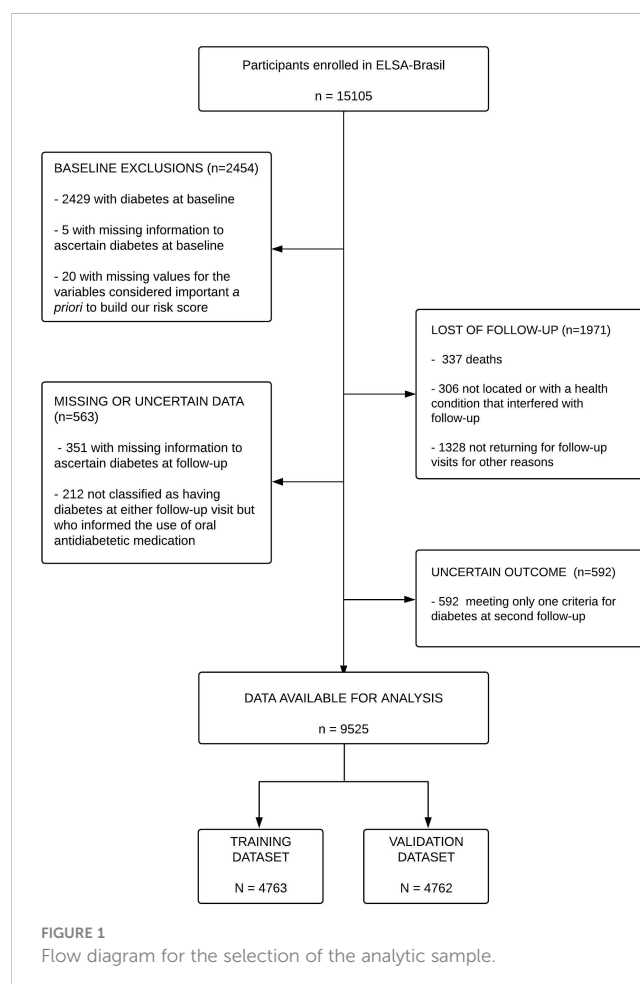 Participants enrolled in ELSA-Brasil
n = 15105
BASELINE EXCLUSIONS (n=2454)
- 2429 with diabetes at baseline
- 5 with missing information to
ascertain diabetes at baseline
- 20 with missing values for the
variables considered important a
priori to build our risk score
LOST OF FOLLOW-UP (n=1971)
- 337 deaths
- 306 not located or with a health
condition that interfered with
follow-up
- 1328 not returning for follow-up
visits for other reasons
MISSING OR UNCERTAIN DATA
(n=563)
- 351 with missing information to
ascertain diabetes at follow-up
- 212 not classified as having
diabetes at either follow-up visit but
who informed the use of oral
antidiabetetic medication
UNCERTAIN OUTCOME (n=592)
- 592 meeting only one criteria for
diabetes at second follow-up
DATA AVAILABLE FOR ANALYSIS
n = 9525
TRAINING
DATASET
N = 4763
VALIDATION
DATASET
N = 4762
FIGURE 1
Flow diagram for the selection of the analytic sample.